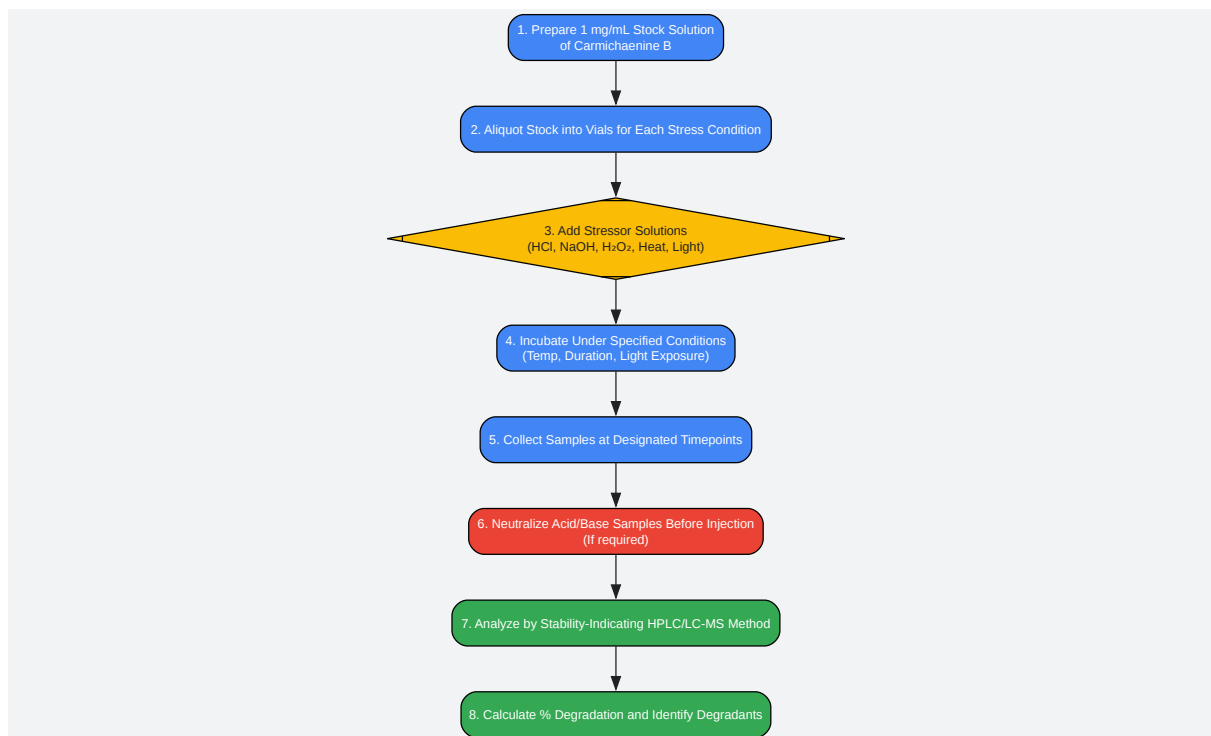 1. Prepare 1 mg/mL Stock Solution
of Carmichaenine B
2. Aliquot Stock into Vials for Each Stress Condition
3. Add Stressor Solutions
(HCl, NaOH, H₂O₂, Heat, Light)
4. Incubate Under Specified Conditions
(Temp, Duration, Light Exposure)
5. Collect Samples at Designated Timepoints
6. Neutralize Acid/Base Samples Before Injection
(If required)
7. Analyze by Stability-Indicating HPLC/LC-MS Method
8. Calculate % Degradation and Identify Degradants